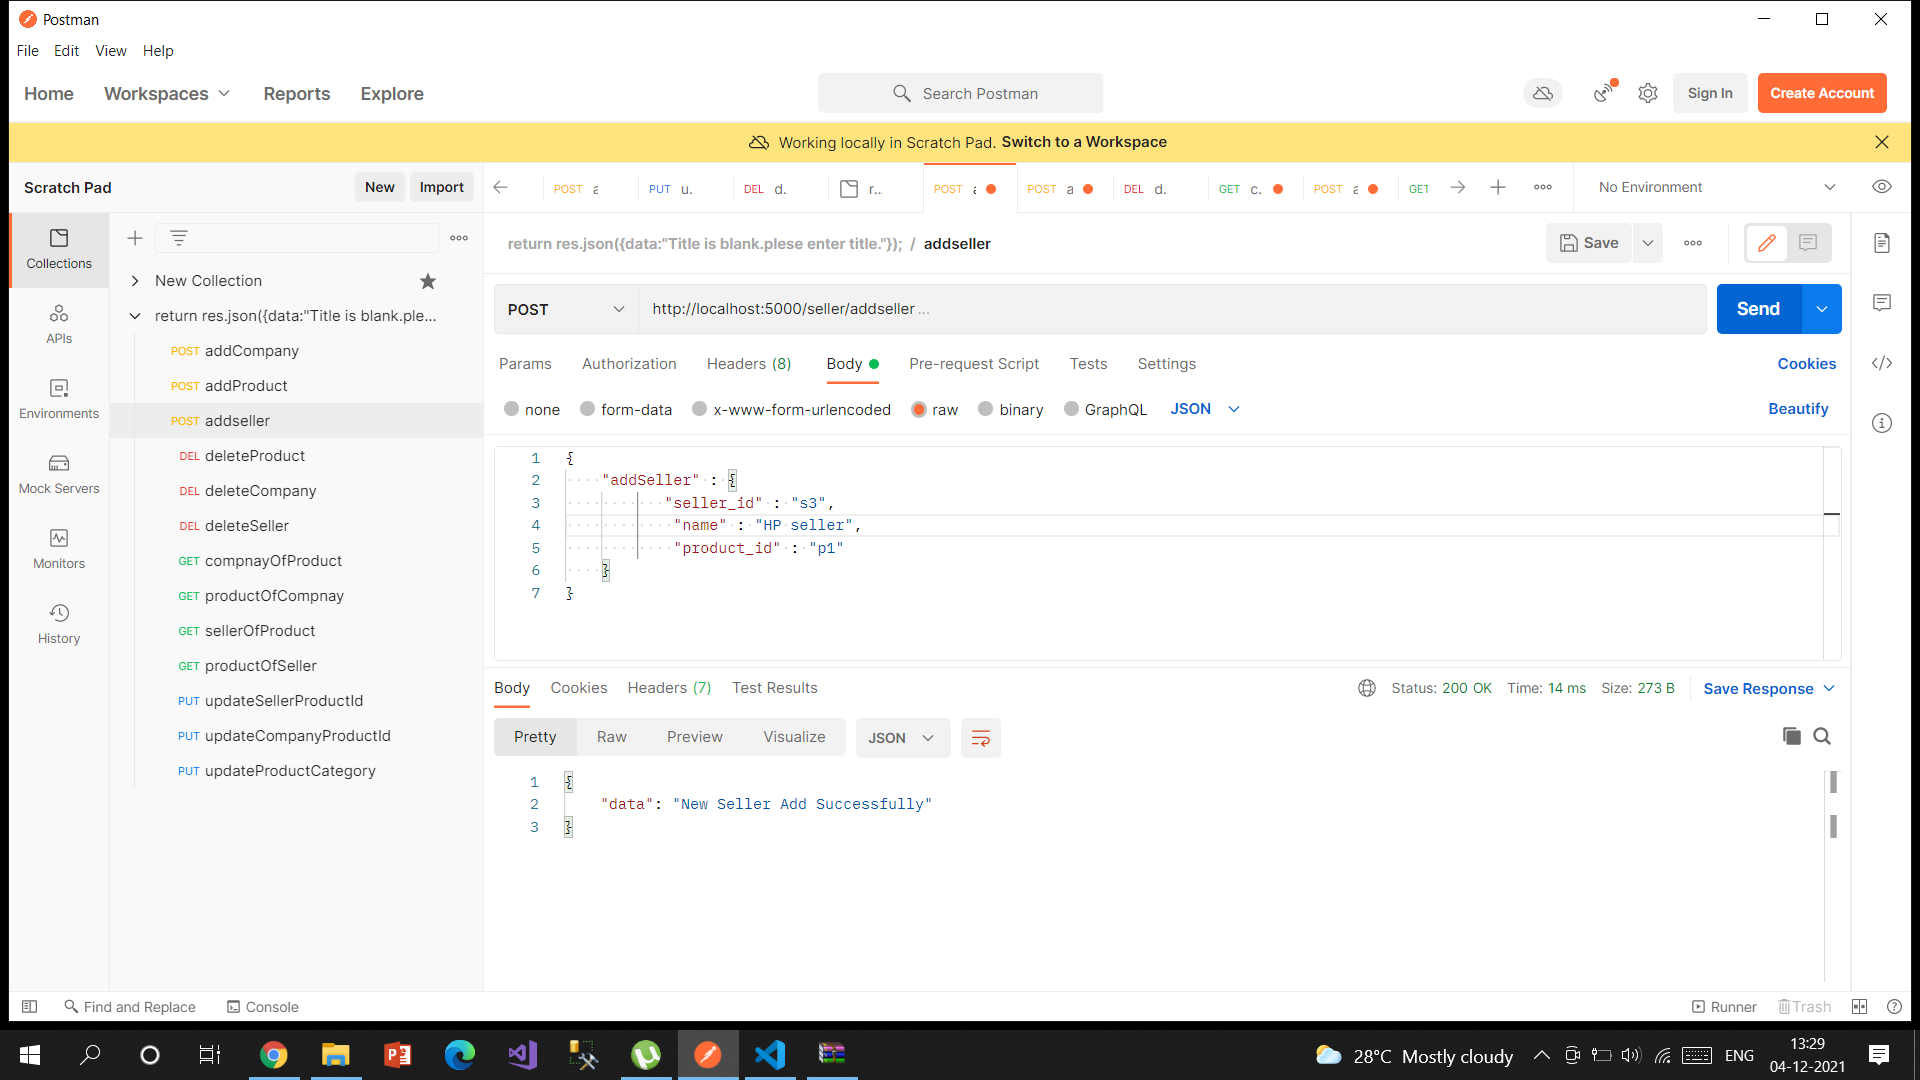 Postman
File Edit View Help
Home Workspaces Reports Explore Search Postman Sign In Create Account
Working locally in Scratch Pad. Switch to a Workspace
Scratch Pad New Import POST PUT u. DEL d. r... POST POST a DEL d. GET c. POST GET No Environment
return res.json({data:"Title is blank.plese enter title."}); / addseller Save
Collections
New Collection
return res.json({data:"Title is blank.ple...
POST http://localhost:5000/seller/addseller ... Send
APIs
POST addCompany
Params Authorization Headers (8) Body Pre-request Script Tests Settings Cookies
POST addProduct
Environments
none form-data x-www-form-urlencoded raw binary GraphQL JSON Beautify
POST addseller
DEL deleteProduct
Mock Servers
DEL deleteCompany
DEL deleteSeller
Monitors
GET compnayOfProduct
GET productOfCompnay
History
GET sellerOfProduct
GET productOfSeller
PUT updateSellerProductId
PUT updateCompanyProductId
PUT updateProductCategory
1 {
2 "addSeller" : {
3 "seller_id" : "s3",
4 "name" : "HP seller",
5 "product_id" : "p1"
6 }
7 }
Body Cookies Headers (7) Test Results Status: 200 OK Time: 14 ms Size: 273 B Save Response
Pretty Raw Preview Visualize JSON
1 {
2 "data": "New Seller Add Successfully"
3 }
Find and Replace Console Runner Trash
28°C Mostly cloudy ENG 13:29
04-12-2021